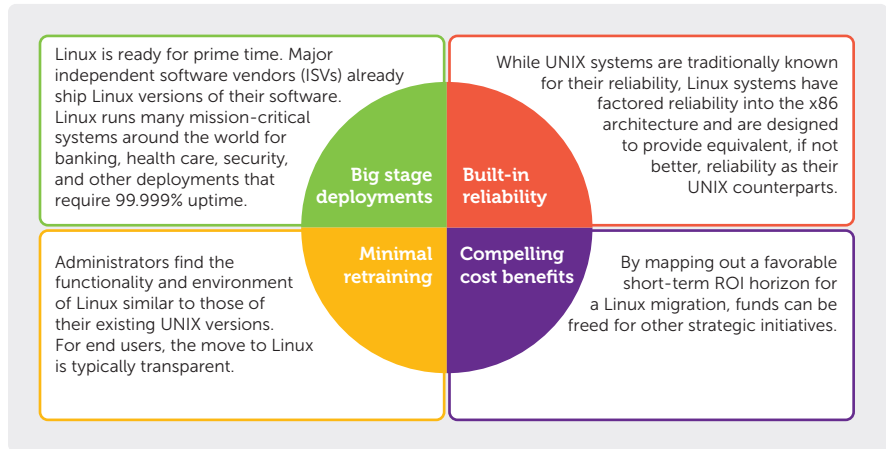 Linux is ready for prime time. Major
independent software vendors (ISVs) already
ship Linux versions of their software.
Linux runs many mission-critical
systems around the world for
banking, health care, security,
and other deployments that
require 99.999% uptime.
Big stage
deployments
While UNIX systems are traditionally known
for their reliability, Linux systems have
factored reliability into the x86
architecture and are designed
to provide equivalent, if not
better, reliability as their
UNIX counterparts.
Built-in
reliability
Administrators find the
functionality and environment
of Linux similar to those of
their existing UNIX versions.
For end users, the move to Linux
is typically transparent.
Minimal
retraining
Compelling
cost benefits
By mapping out a favorable
short-term ROI horizon for
a Linux migration, funds can be
freed for other strategic initiatives.